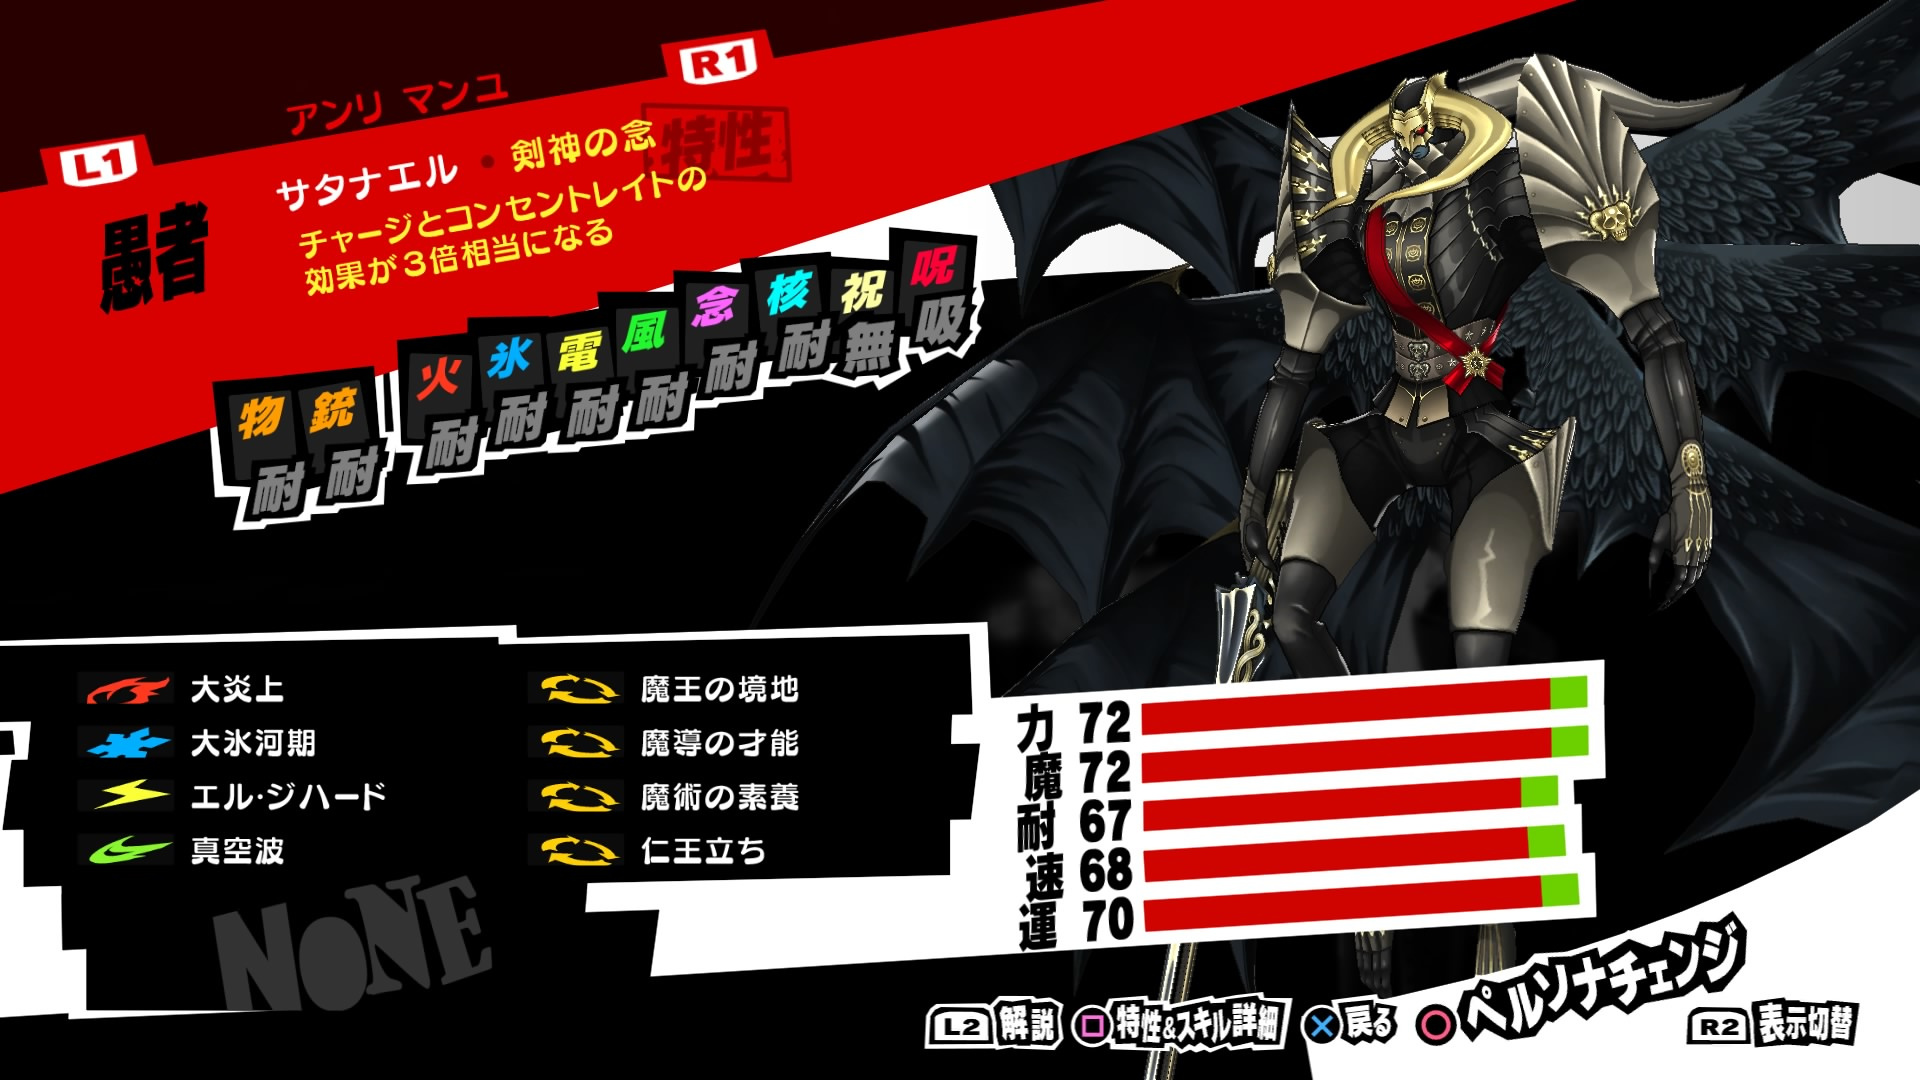 アンリ マンユ
R1
L1
愚者
サタナエル・剣神の念
特性
チャージとコンセントレイトの
効果が3倍相当になる
物 銃 火 氷 電 風 念 核 祝 呪
耐 耐 耐 耐 耐 耐 耐 耐 無 吸
大炎上
大氷河期
エル・ジハード
真空波
魔王の境地
魔導の才能
魔術の素養
仁王立ち
NONE
力 72
魔 72
耐 67
速 68
運 70
L2 解説 特性&スキル詳細 戻る ペルソナチェンジ R2 表示切替